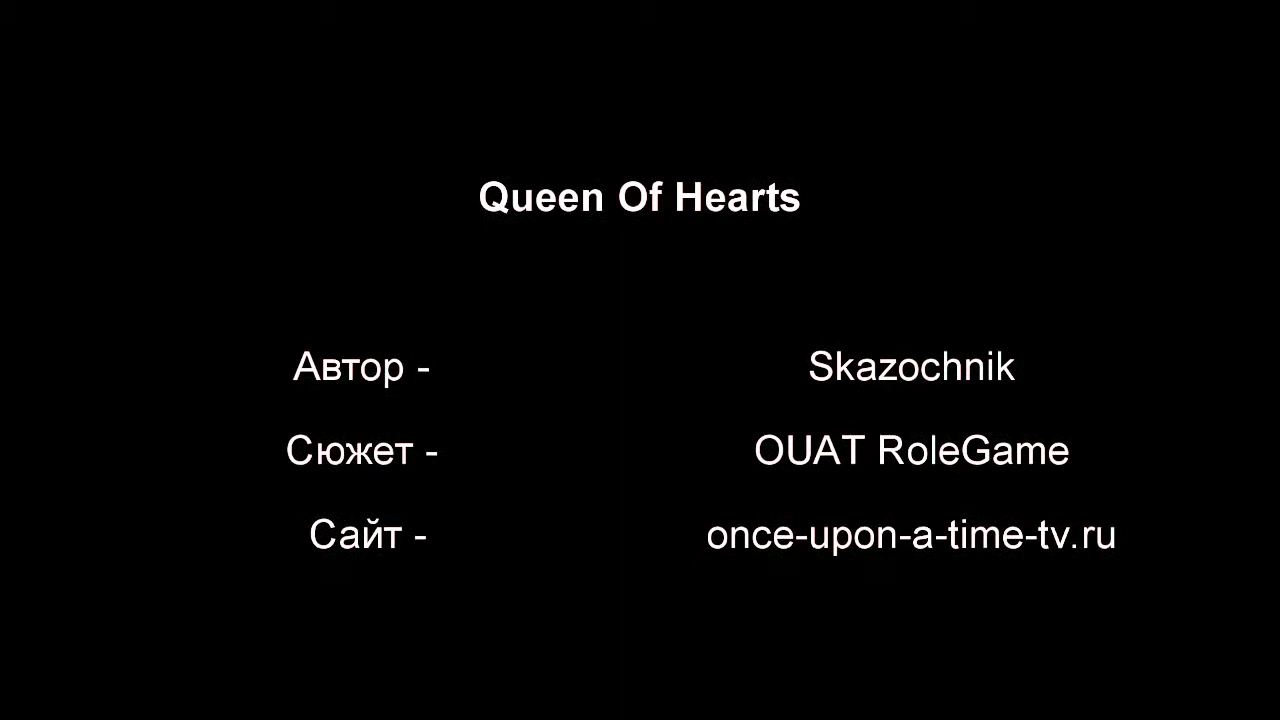 Queen Of Hearts
Автор - Skazochnik
Сюжет - OUAT RoleGame
Сайт - once-upon-a-time-tv.ru